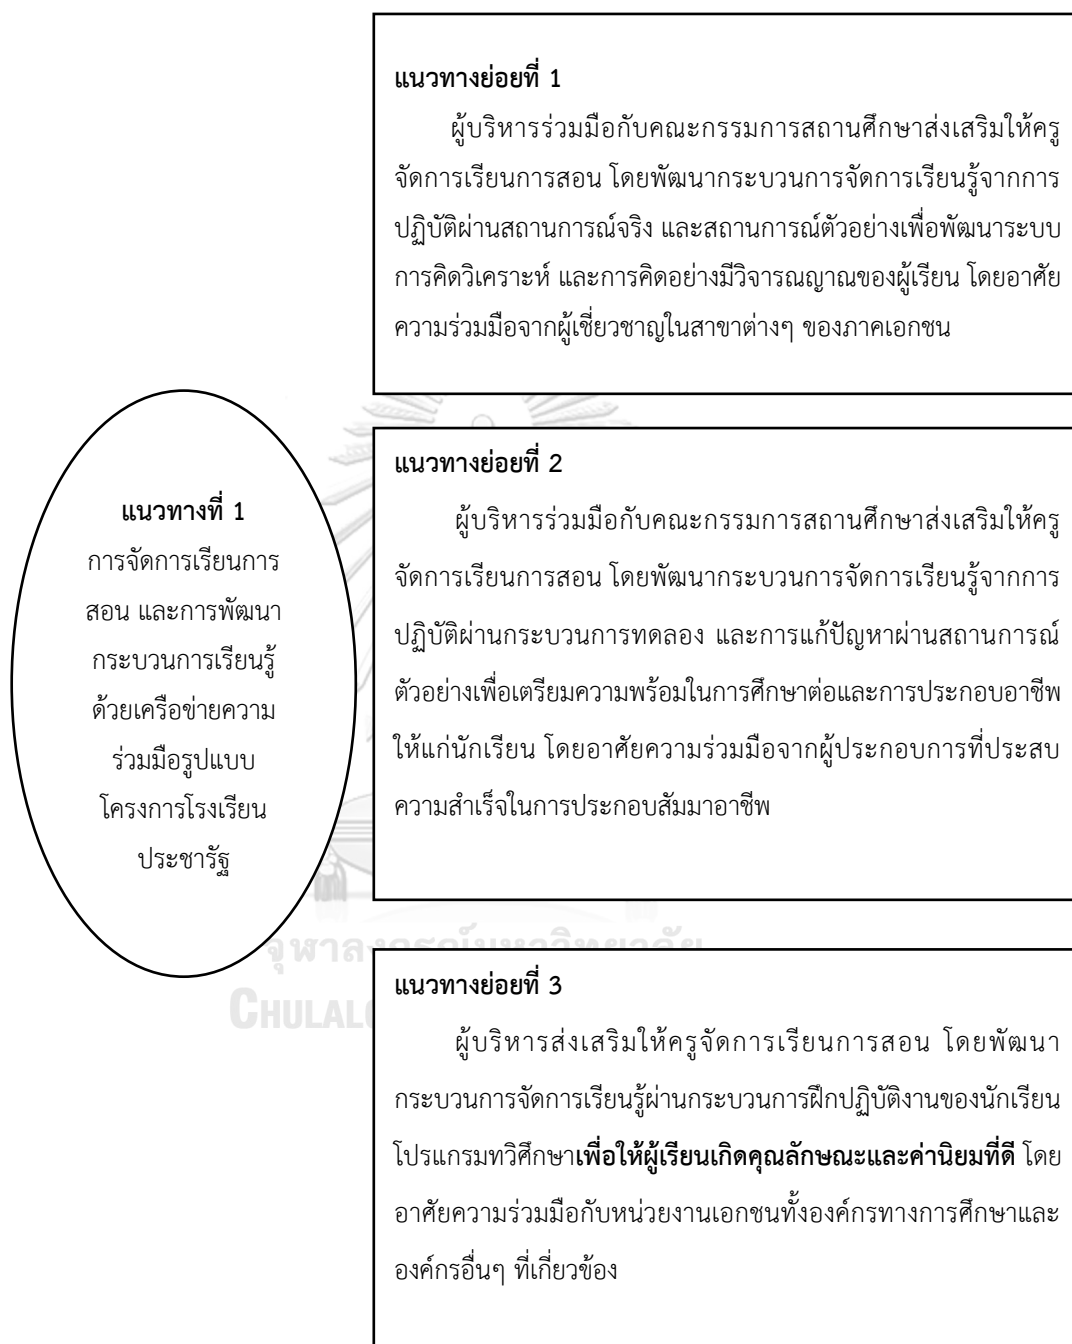 แนวทางย่อยที่ 1
ผู้บริหารร่วมมือกับคณะกรรมการสถานศึกษาส่งเสริมให้ครู
จัดการเรียนการสอน โดยพัฒนากระบวนการจัดการเรียนรู้จากการ
ปฏิบัติผ่านสถานการณ์จริง และสถานการณ์ตัวอย่างเพื่อพัฒนาระบบ
การคิดวิเคราะห์ และการคิดอย่างมีวิจารณญาณของผู้เรียน โดยอาศัย
ความร่วมมือจากผู้เชี่ยวชาญในสาขาต่างๆ ของภาคเอกชน
แนวทางที่ 1
การจัดการเรียนการ
สอน และการพัฒนา
กระบวนการเรียนรู้
ด้วยเครือข่ายความ
ร่วมมือรูปแบบ
โครงการโรงเรียน
ประชารัฐ
แนวทางย่อยที่ 2
ผู้บริหารร่วมมือกับคณะกรรมการสถานศึกษาส่งเสริมให้ครู
จัดการเรียนการสอน โดยพัฒนากระบวนการจัดการเรียนรู้จากการ
ปฏิบัติผ่านกระบวนการทดลอง และการแก้ปัญหาผ่านสถานการณ์
ตัวอย่างเพื่อเตรียมความพร้อมในการศึกษาต่อและการประกอบอาชีพ
ให้แก่นักเรียน โดยอาศัยความร่วมมือจากผู้ประกอบการที่ประสบ
ความสำเร็จในการประกอบสัมมาอาชีพ
แนวทางย่อยที่ 3
ผู้บริหารส่งเสริมให้ครูจัดการเรียนการสอน โดยพัฒนา
กระบวนการจัดการเรียนรู้ผ่านกระบวนการฝึกปฏิบัติงานของนักเรียน
โปรแกรมทวิศึกษาเพื่อให้ผู้เรียนเกิดคุณลักษณะและค่านิยมที่ดี โดย
อาศัยความร่วมมือกับหน่วยงานเอกชนทั้งองค์กรทางการศึกษาและ
องค์กรอื่นๆ ที่เกี่ยวข้อง